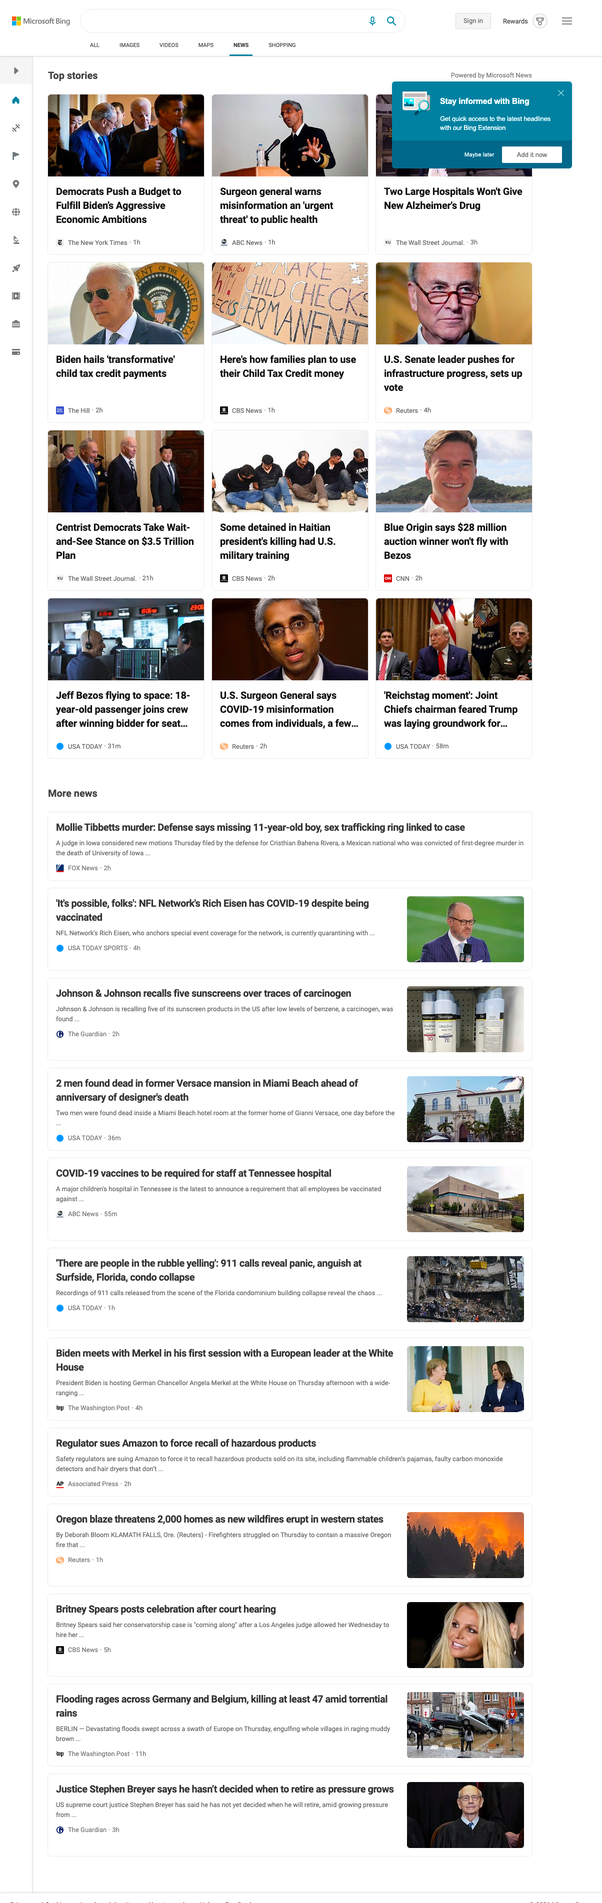 Microsoft Bing
Sign in
Rewards
ALL
IMAGES
VIDEOS
MAPS
NEWS
SHOPPING
Top stories
Powered by Microsoft News
Stay informed with Bing
Get quick access to the latest headlines
with our Bing Extension
Maybe later
Add it now
Democrats Push a Budget to
Fulfill Biden's Aggressive
Economic Ambitions
The New York Times · 1h
Surgeon general warns
misinformation an 'urgent
threat' to public health
ABC News · 1h
Two Large Hospitals Won't Give
New Alzheimer's Drug
The Wall Street Journal. · 3h
MAKE
CHILD CHECKS
PERMANENT
Biden hails 'transformative'
child tax credit payments
The Hill · 2h
Here's how families plan to use
their Child Tax Credit money
CBS News · 1h
U.S. Senate leader pushes for
infrastructure progress, sets up
vote
Reuters · 4h
Centrist Democrats Take Wait-
and-See Stance on $3.5 Trillion
Plan
The Wall Street Journal. · 21h
Some detained in Haitian
president's killing had U.S.
military training
CBS News · 2h
Blue Origin says $28 million
auction winner won't fly with
Bezos
CNN · 2h
Jeff Bezos flying to space: 18-
year-old passenger joins crew
after winning bidder for seat...
USA TODAY · 31m
U.S. Surgeon General says
COVID-19 misinformation
comes from individuals, a few...
Reuters · 2h
'Reichstag moment': Joint
Chiefs chairman feared Trump
was laying groundwork for...
USA TODAY · 58m
More news
Mollie Tibbetts murder: Defense says missing 11-year-old boy, sex trafficking ring linked to case
A judge in Iowa considered new motions Thursday filed by the defense for Cristhian Bahena Rivera, a Mexican national who was convicted of first-degree murder in
the death of University of Iowa ...
FOX News · 2h
'It's possible, folks': NFL Network's Rich Eisen has COVID-19 despite being
vaccinated
NFL Network's Rich Eisen, who anchors special event coverage for the network, is currently quarantining with ...
USA TODAY SPORTS · 4h
Johnson & Johnson recalls five sunscreens over traces of carcinogen
Johnson & Johnson is recalling five of its sunscreen products in the US after low levels of benzene, a carcinogen, was
found ...
The Guardian · 2h
2 men found dead in former Versace mansion in Miami Beach ahead of
anniversary of designer's death
Two men were found dead inside a Miami Beach hotel room at the former home of Gianni Versace, one day before the
...
USA TODAY · 36m
COVID-19 vaccines to be required for staff at Tennessee hospital
A major children's hospital in Tennessee is the latest to announce a requirement that all employees be vaccinated
against ...
ABC News · 55m
'There are people in the rubble yelling': 911 calls reveal panic, anguish at
Surfside, Florida, condo collapse
Recordings of 911 calls released from the scene of the Florida condominium building collapse reveal the chaos ...
USA TODAY · 1h
Biden meets with Merkel in his first session with a European leader at the White
House
President Biden is hosting German Chancellor Angela Merkel at the White House on Thursday afternoon with a wide-
ranging ...
The Washington Post · 4h
Regulator sues Amazon to force recall of hazardous products
Safety regulators are suing Amazon to force it to recall hazardous products sold on its site, including flammable children's pajamas, faulty carbon monoxide
detectors and hair dryers that don't ...
AP Associated Press · 2h
Oregon blaze threatens 2,000 homes as new wildfires erupt in western states
By Deborah Bloom KLAMATH FALLS, Ore. (Reuters) - Firefighters struggled on Thursday to contain a massive Oregon
fire that ...
Reuters · 1h
Britney Spears posts celebration after court hearing
Britney Spears said her conservatorship case is "coming along" after a Los Angeles judge allowed her Wednesday to
hire her ...
CBS News · 5h
Flooding rages across Germany and Belgium, killing at least 47 amid torrential
rains
BERLIN — Devastating floods swept across a swath of Europe on Thursday, engulfing whole villages in raging muddy
brown ...
wp The Washington Post · 11h
Justice Stephen Breyer says he hasn't decided when to retire as pressure grows
US supreme court justice Stephen Breyer has said he has not yet decided when he will retire, amid growing pressure
from ...
The Guardian · 3h